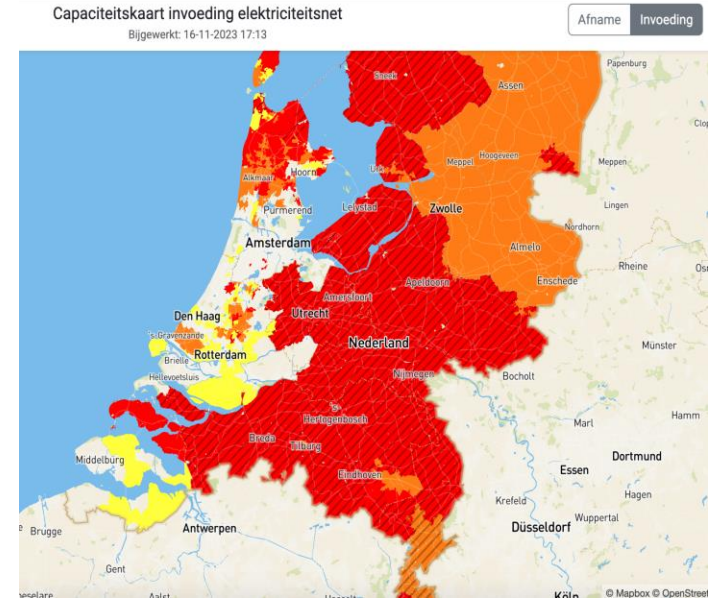 Capaciteitskaart invoeding elektriciteitsnet
Bijgewerkt: 16-11-2023 17:13
Afname
Invoeding
Papenburg
Sneek
Assen
Meppel
Hoogeveen
Meppen
Alkmaar
Hoorn
Urk
Lingen
Purmerend
Lelystad
Zwolle
Nordhorn
Amsterdam
Almelo
Rheine
Enschede
Apeldoorn
Amersfoort
Den Haag
Utrecht
's-Gravenzande
Nederland
Münster
Rotterdam
Brielle
Hellevoetsluis
Nijmegen
Bocholt
's-
Hertogenbosch
Marl
Hamm
Breda
Tilburg
Middelburg
Eindhoven
Dortmund
Essen
Hagen
Krefeld
Wuppertal
Antwerpen
Düsseldorf
Brugge
Gent
Aalst
Köln
© Mapbox © OpenStreet